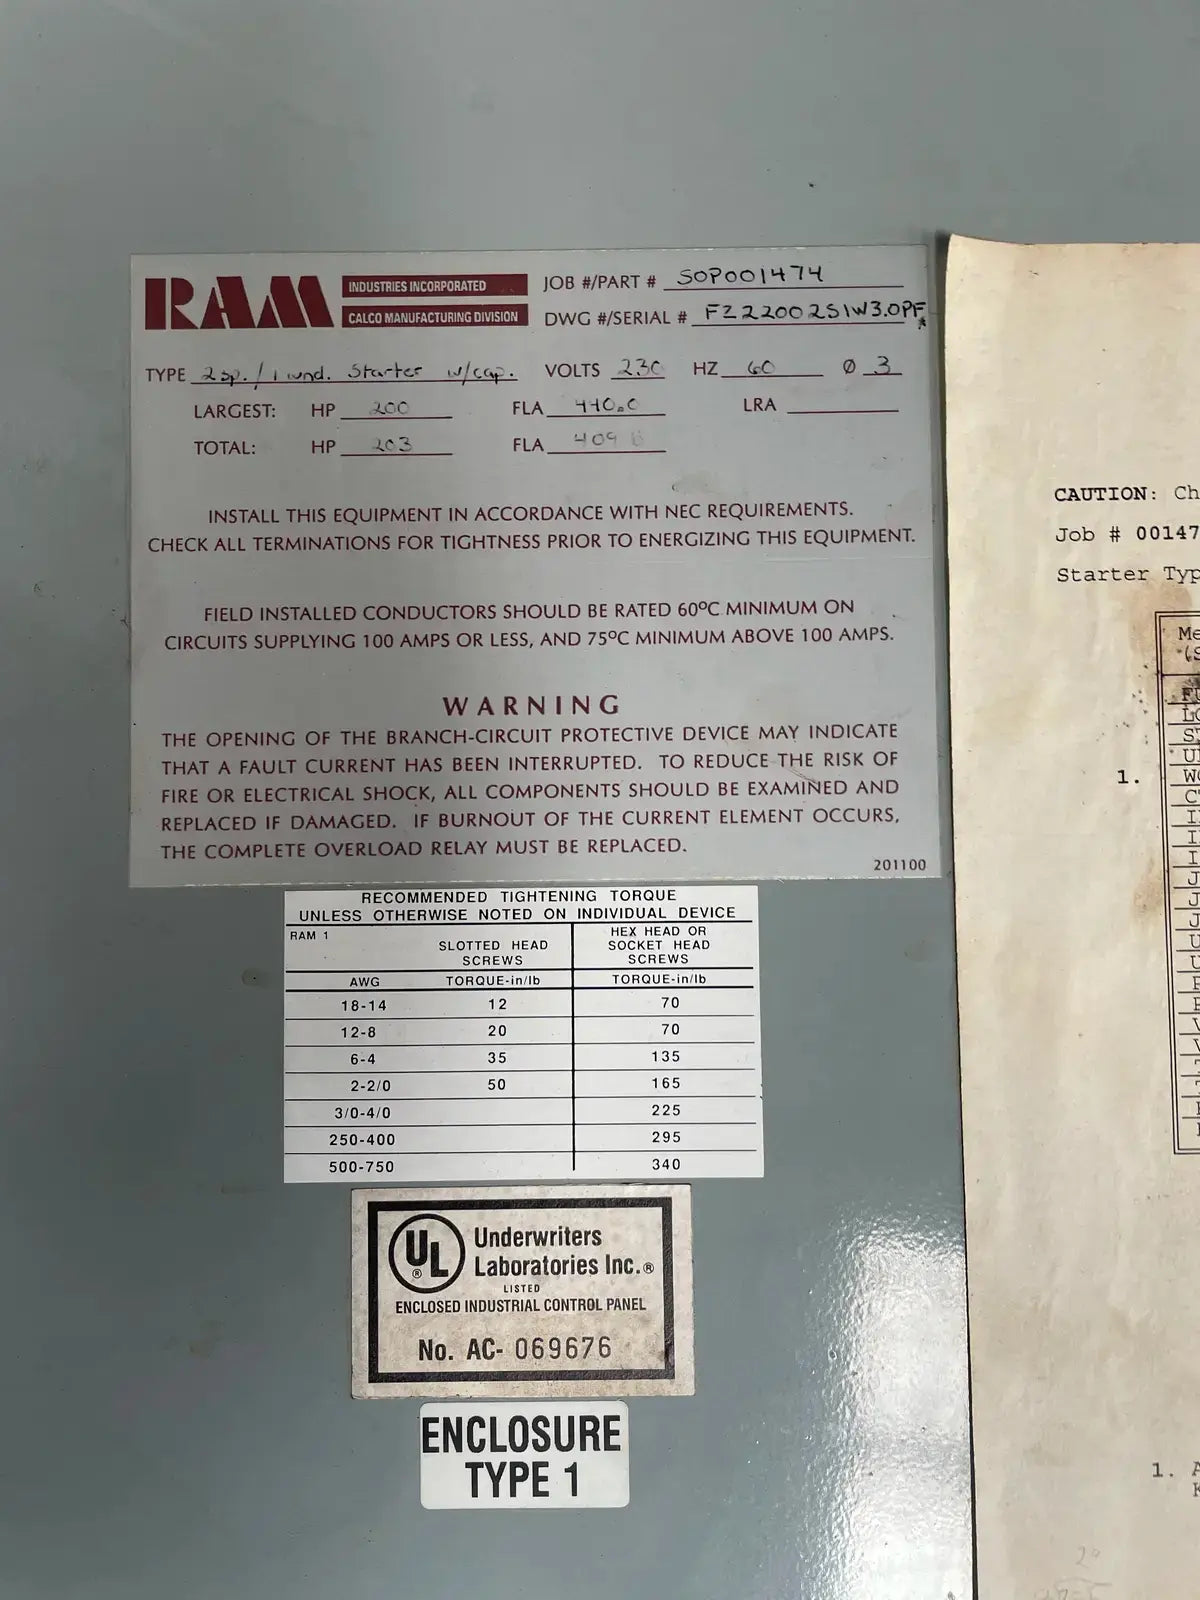 RAM
INDUSTRIES INCORPORATED
CALCO MANUFACTURING DIVISION
JOB #/PART # SOP001474
DWG #/SERIAL # FZ22002S1W3.0PF
TYPE 2sp./1 wnd. Starter w/cap. VOLTS 230 HZ 60 Ø 3
LARGEST: HP 200 FLA 440.0 LRA
TOTAL: HP 203 FLA 409
INSTALL THIS EQUIPMENT IN ACCORDANCE WITH NEC REQUIREMENTS.
CHECK ALL TERMINATIONS FOR TIGHTNESS PRIOR TO ENERGIZING THIS EQUIPMENT.
FIELD INSTALLED CONDUCTORS SHOULD BE RATED 60ºC MINIMUM ON
CIRCUITS SUPPLYING 100 AMPS OR LESS, AND 75ºC MINIMUM ABOVE 100 AMPS.
WARNING
THE OPENING OF THE BRANCH-CIRCUIT PROTECTIVE DEVICE MAY INDICATE
THAT A FAULT CURRENT HAS BEEN INTERRUPTED. TO REDUCE THE RISK OF
FIRE OR ELECTRICAL SHOCK, ALL COMPONENTS SHOULD BE EXAMINED AND
REPLACED IF DAMAGED. IF BURNOUT OF THE CURRENT ELEMENT OCCURS,
THE COMPLETE OVERLOAD RELAY MUST BE REPLACED.
201100
RECOMMENDED TIGHTENING TORQUE
UNLESS OTHERWISE NOTED ON INDIVIDUAL DEVICE
RAM 1
SLOTTED HEAD
SCREWS
HEX HEAD OR
SOCKET HEAD
SCREWS
AWG TORQUE-in/lb TORQUE-in/lb
18-14 12 70
12-8 20 70
6-4 35 135
2-2/0 50 165
3/0-4/0 225
250-400 295
500-750 340
UL ®
Underwriters
Laboratories Inc.®
LISTED
ENCLOSED INDUSTRIAL CONTROL PANEL
No. AC- 069676
ENCLOSURE
TYPE 1
CAUTION: Ch
Job # 00147
Starter Typ
Me
(S
1.
1.